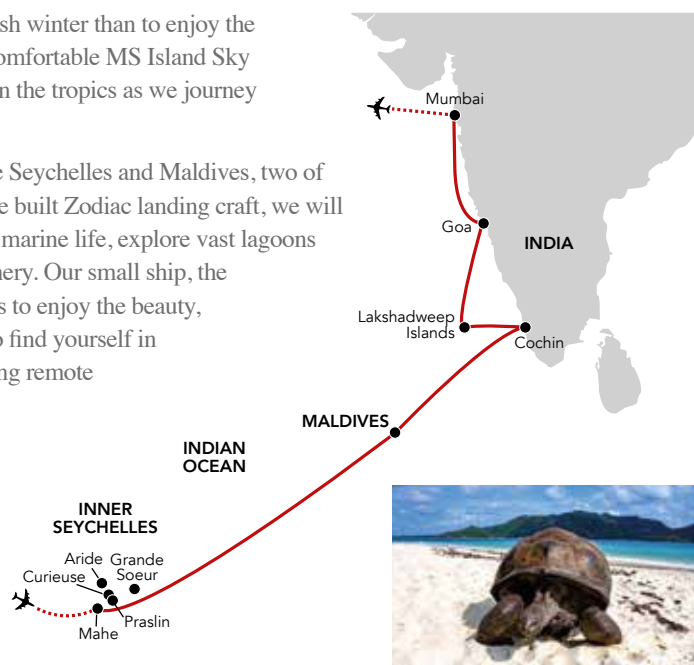 sh winter than to enjoy the
omfortable MS Island Sky
n the tropics as we journey
e Seychelles and Maldives, two of
e built Zodiac landing craft, we will
marine life, explore vast lagoons
nery. Our small ship, the
s to enjoy the beauty,
o find yourself in
ng remote
Mumbai
Goa
INDIA
Lakshadweep
Islands
Cochin
MALDIVES
INDIAN
OCEAN
INNER
SEYCHELLES
Aride
Grande
Soeur
Curieuse
Praslin
Mahe